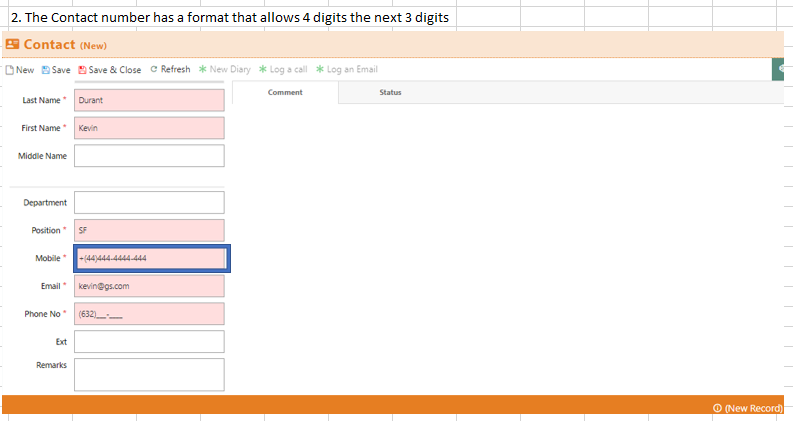 2. The Contact number has a format that allows 4 digits the next 3 digits
Contact (New)
New Save Save & Close Refresh New Diary Log a call Log an Email
Last Name * Durant
Comment Status
First Name * Kevin
Middle Name
Department
Position * SF
Mobile * +(44)444-4444-444
Email * kevin@gs.com
Phone No * (632)__-___
Ext
Remarks
(New Record)